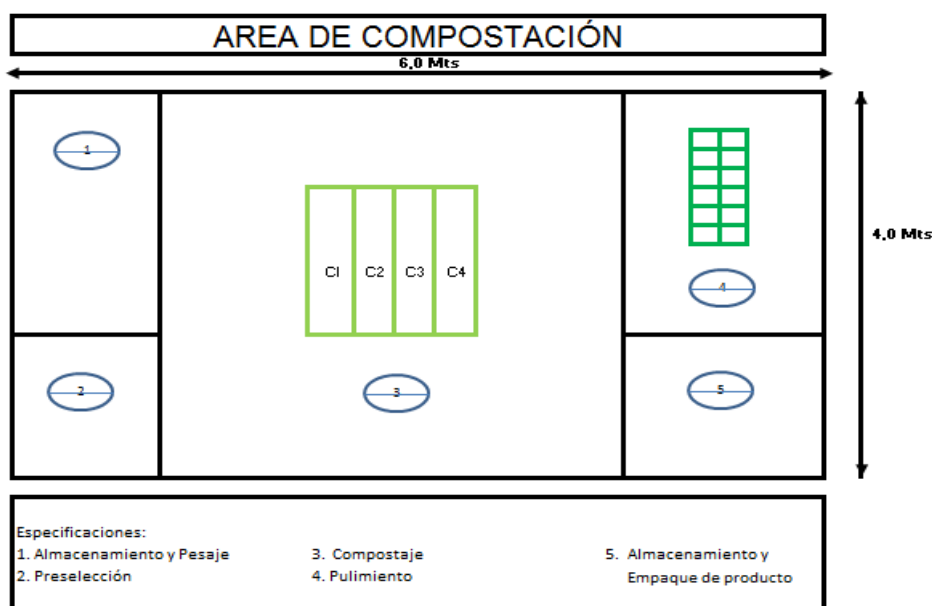 AREA DE COMPOSTACIÓN
6,0 Mts
1
4,0 Mts
C1 C2 C3 C4
4
2
3
5
Especificaciones:
1. Almacenamiento y Pesaje
2. Preselección
3. Compostaje
4. Pulimiento
5. Almacenamiento y
Empaque de producto